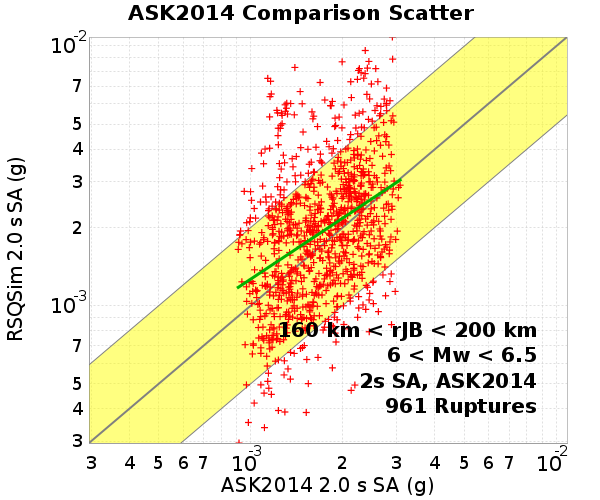 ASK2014 Comparison Scatter
RSQSim 2.0 s SA (g)
10-2
7
5
4
3
2
10-3
7
5
4
3
160 km < rJB < 200 km
6 < Mw < 6.5
2s SA, ASK2014
961 Ruptures
3 4 5 6 7 10-3 2 3 4 5 6 7 10-2
ASK2014 2.0 s SA (g)